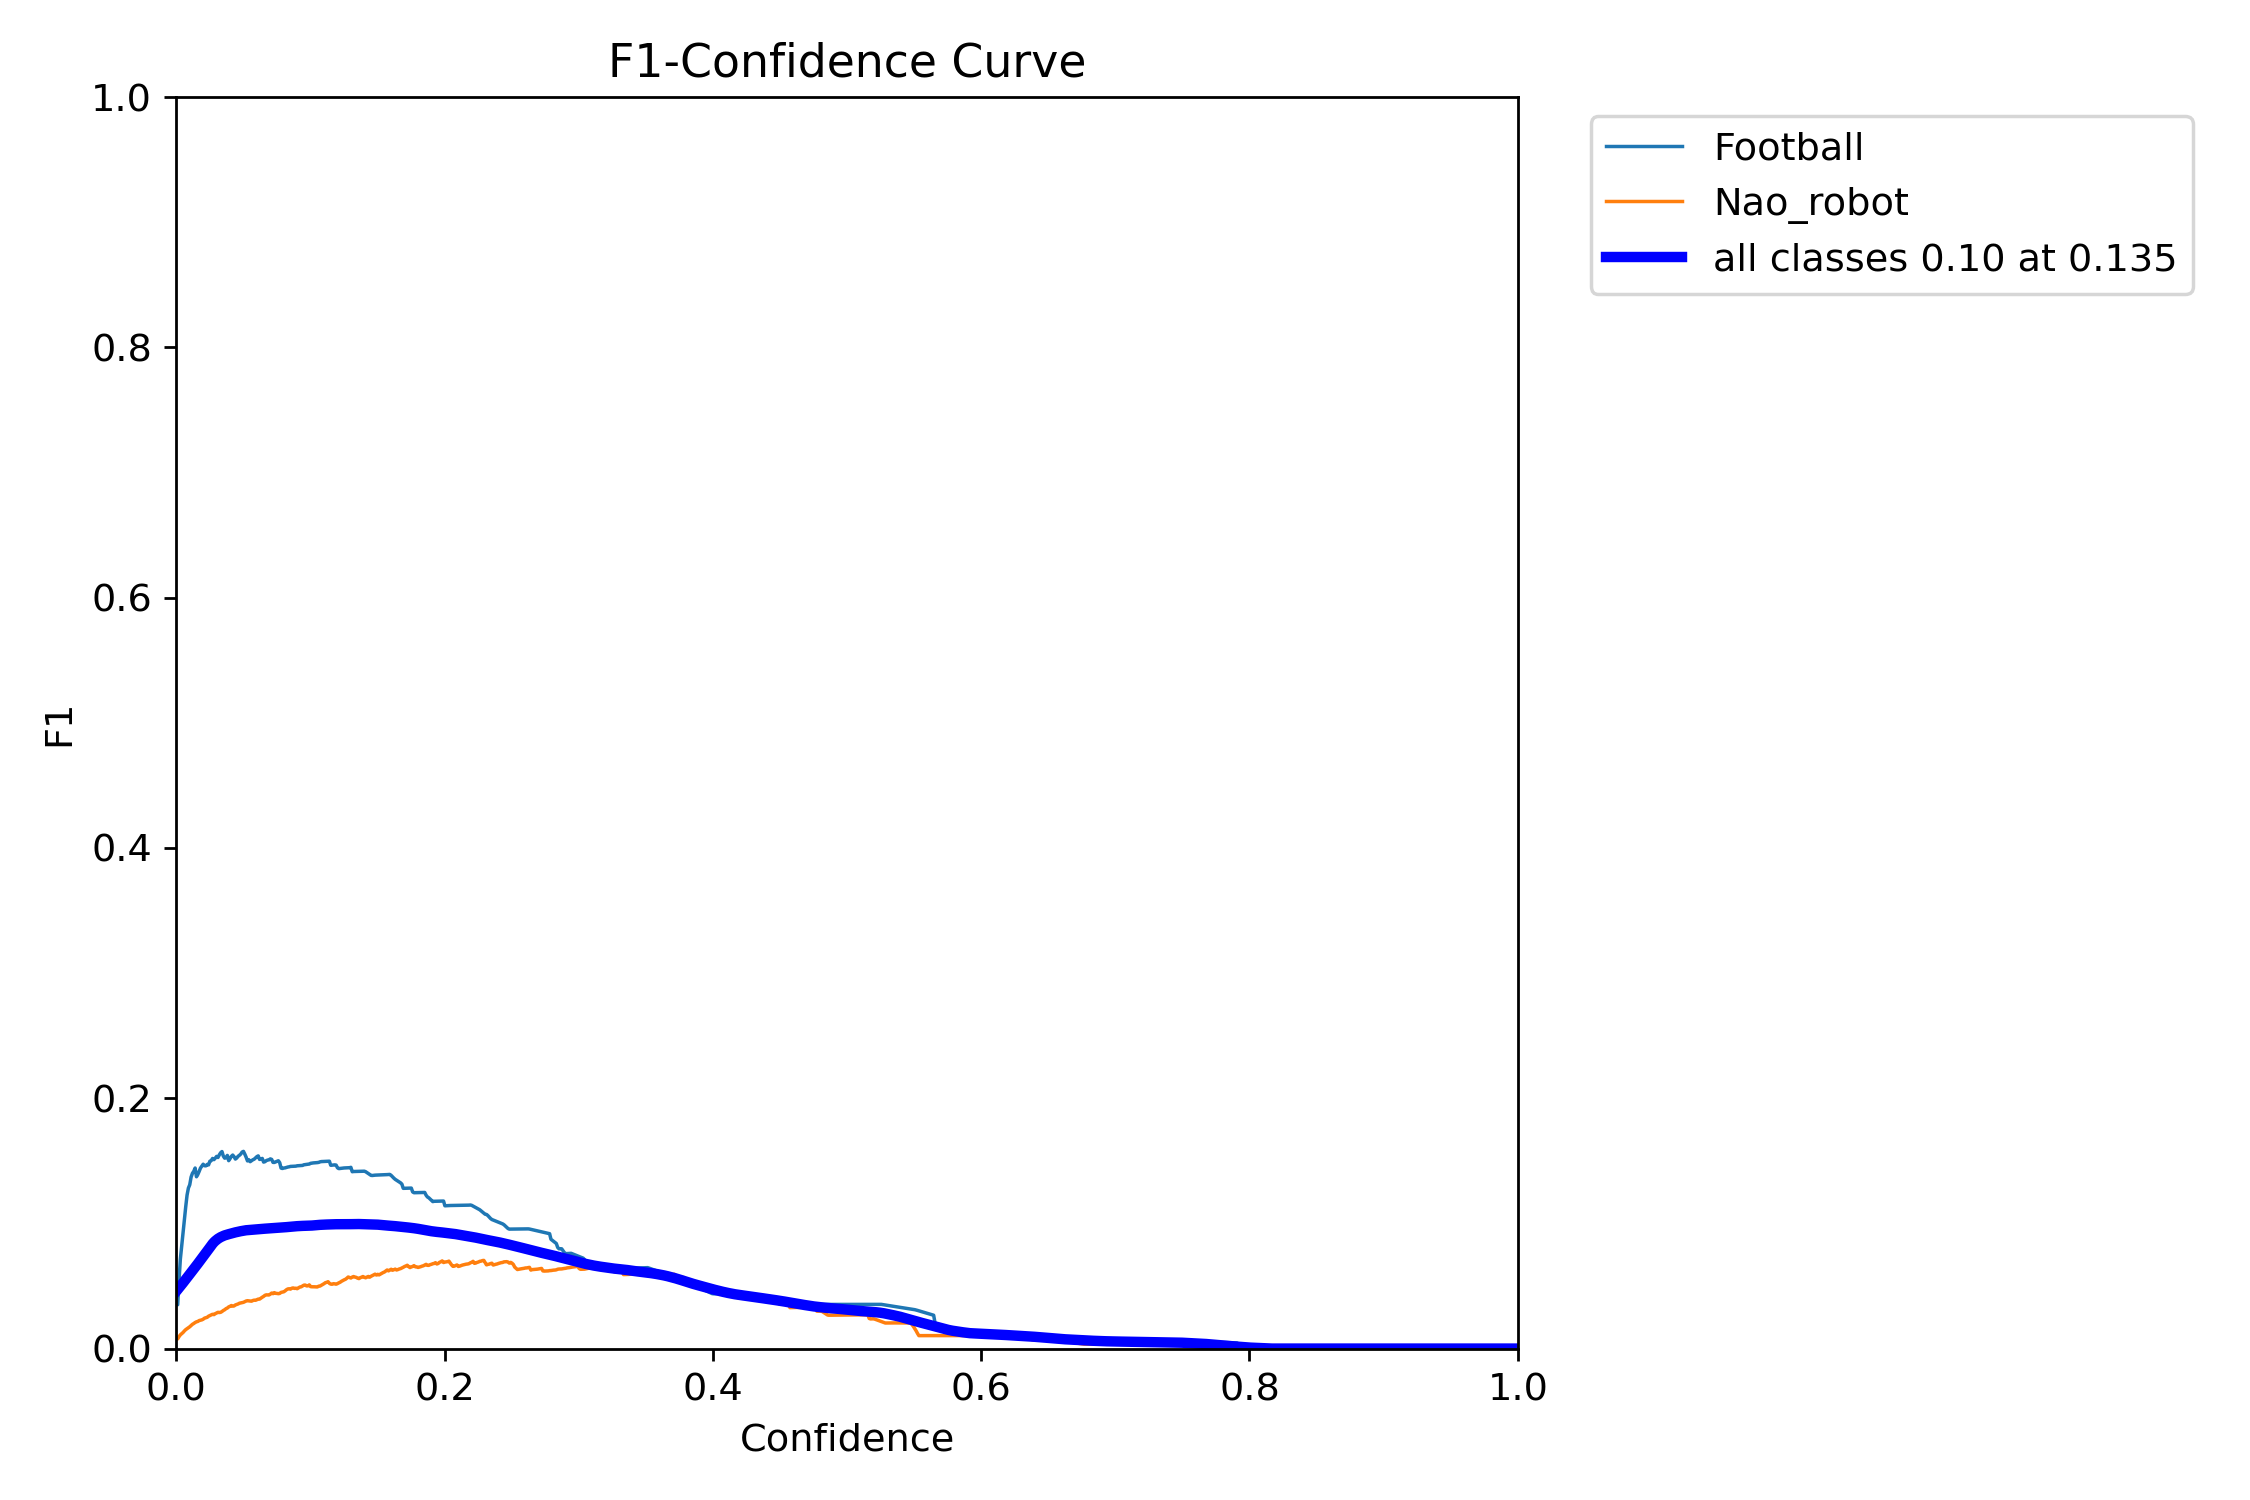 F1-Confidence Curve
1.0
0.8
0.6
0.4
0.2
0.0
F1
0.0 0.2 0.4 0.6 0.8 1.0
Confidence
Football
Nao_robot
all classes 0.10 at 0.135